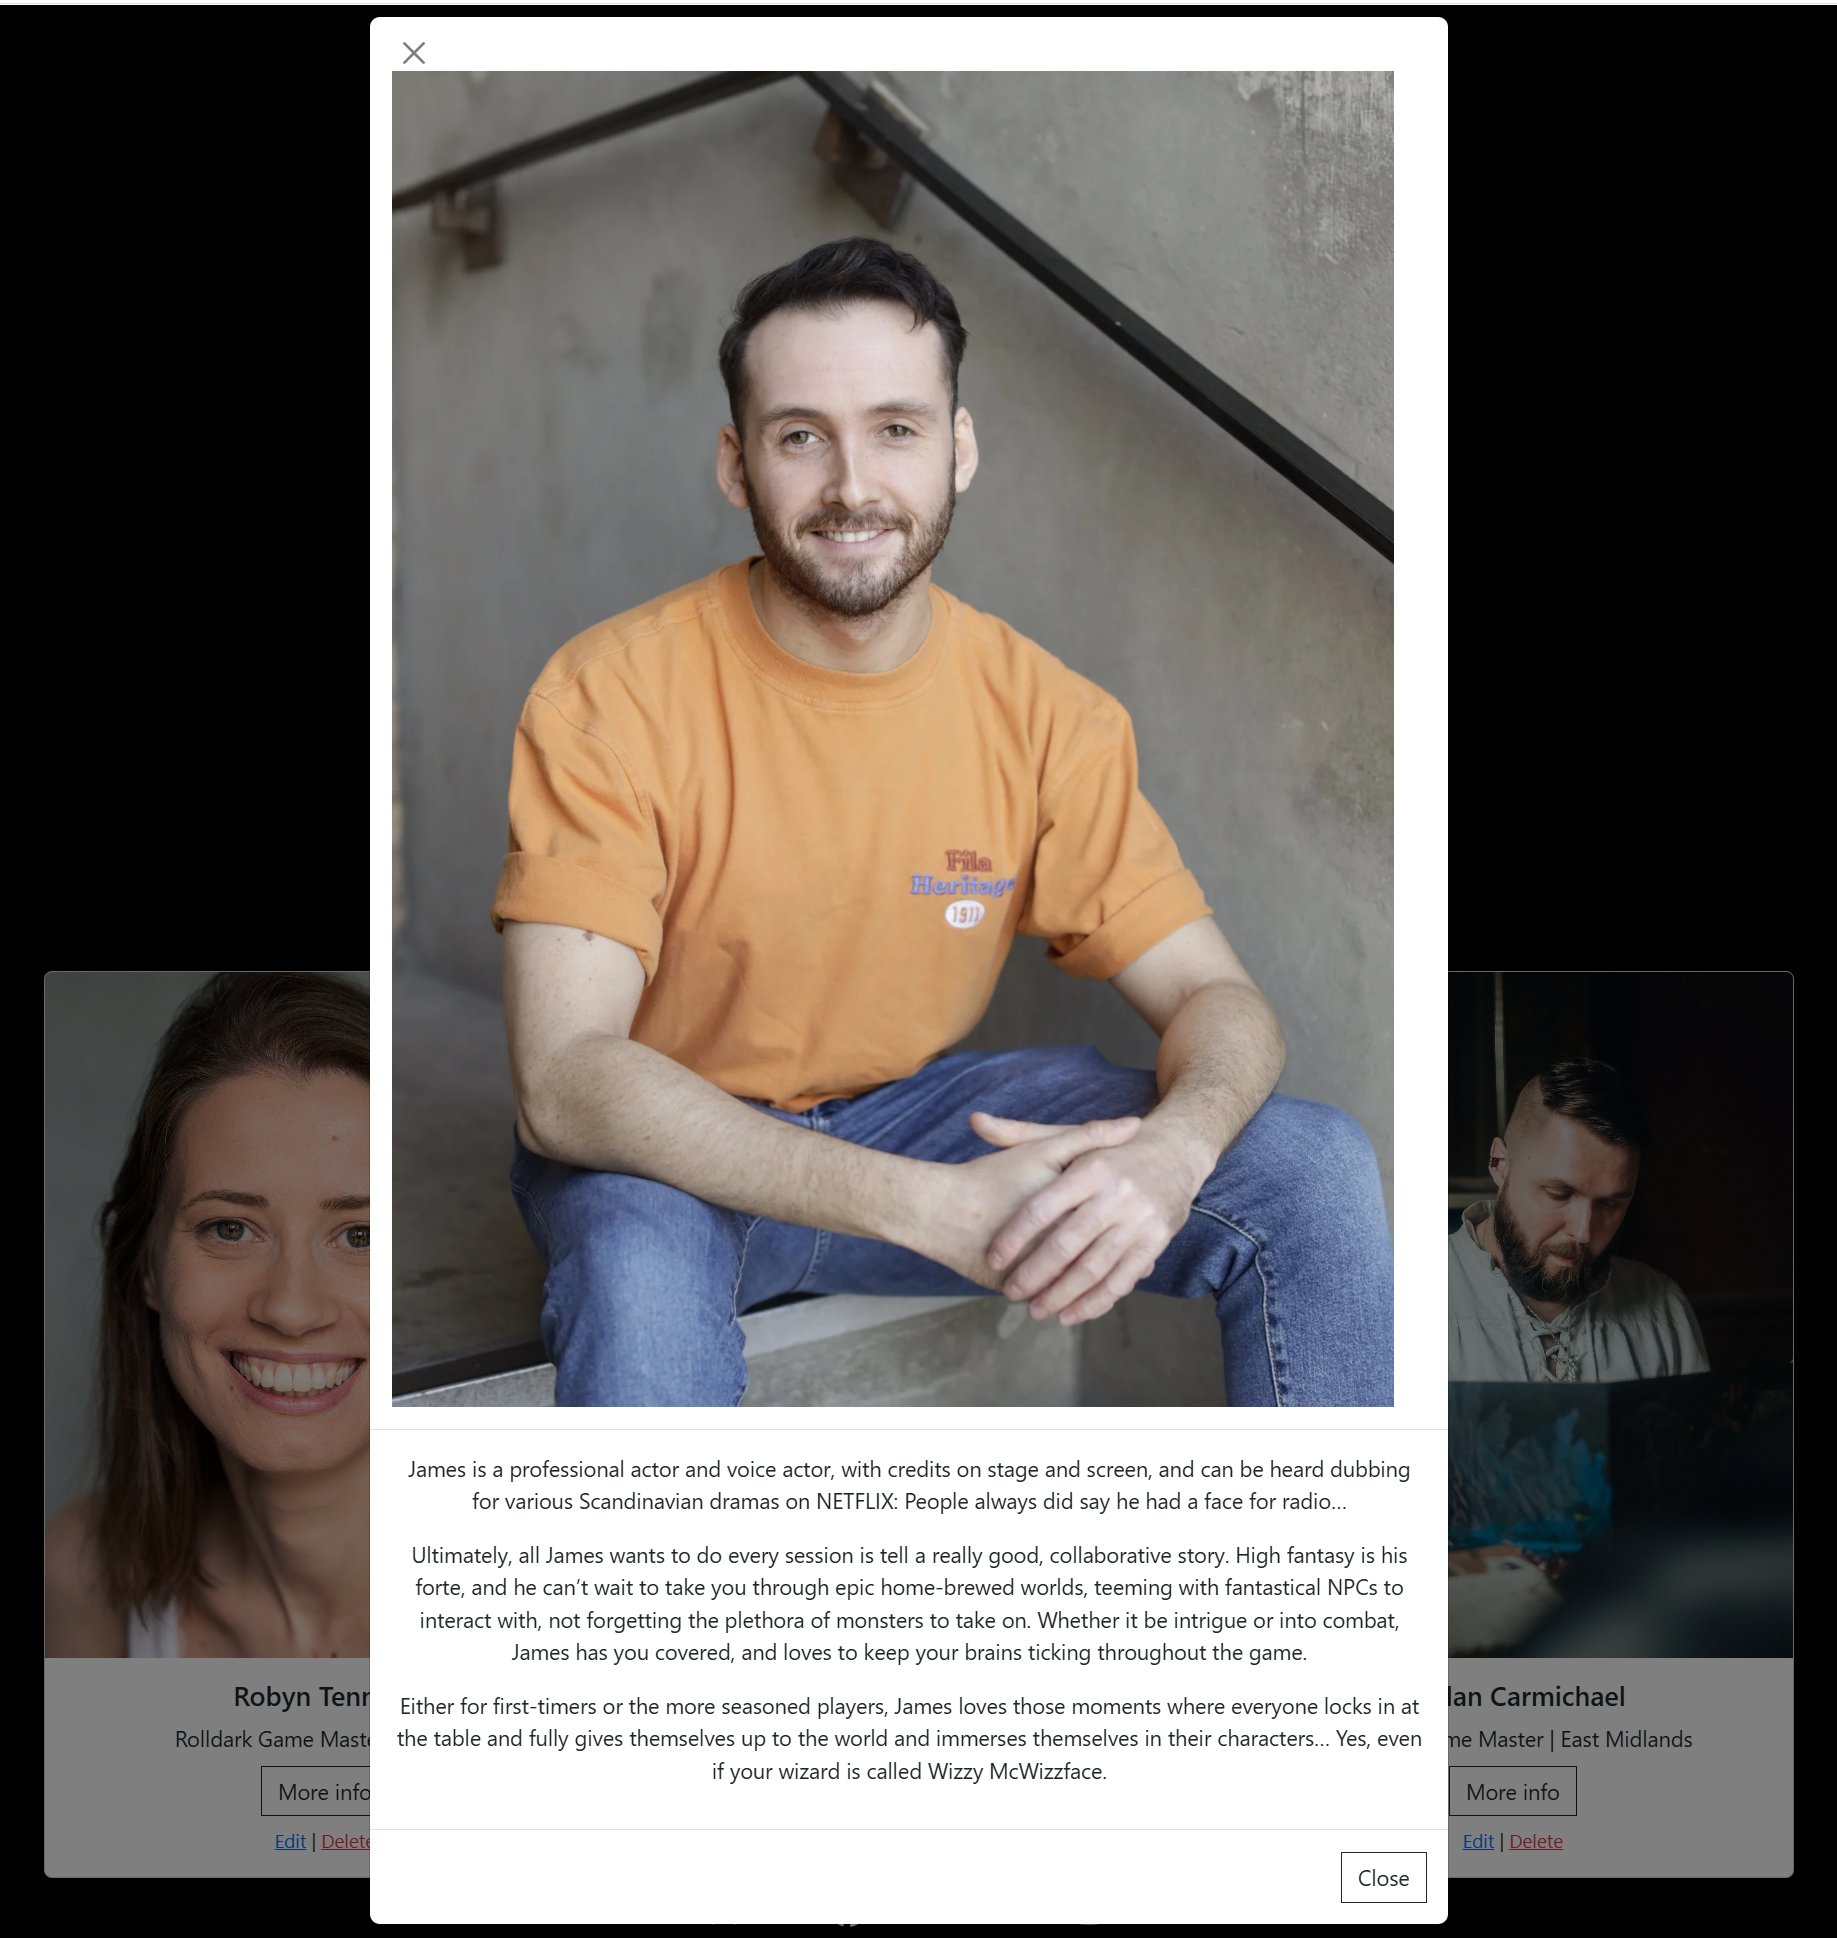 Fila
Heritage
1911
James is a professional actor and voice actor, with credits on stage and screen, and can be heard dubbing
for various Scandinavian dramas on NETFLIX: People always did say he had a face for radio…
Ultimately, all James wants to do every session is tell a really good, collaborative story. High fantasy is his
forte, and he can’t wait to take you through epic home-brewed worlds, teeming with fantastical NPCs to
interact with, not forgetting the plethora of monsters to take on. Whether it be intrigue or into combat,
James has you covered, and loves to keep your brains ticking throughout the game.
Either for first-timers or the more seasoned players, James loves those moments where everyone locks in at
the table and fully gives themselves up to the world and immerses themselves in their characters… Yes, even
if your wizard is called Wizzy McWizzface.
Close
Robyn
Rolldark Game
More info
Edit | Delete
Carmichael
Master | East Midlands
More info
Edit | Delete